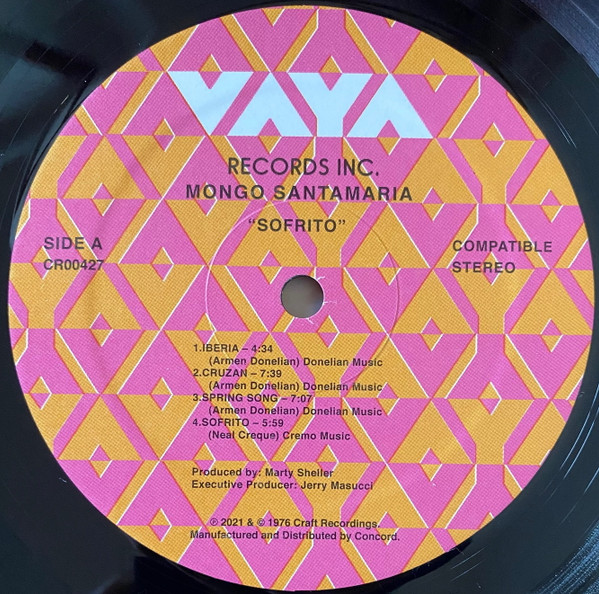 VAYA
RECORDS INC.
MONGO SANTAMARIA
"SOFRITO"
SIDE A
CR00427
COMPATIBLE
STEREO
1.IBERIA – 4:34
(Armen Donelian) Donelian Music
2.CRUZAN – 7:39
(Armen Donelian) Donelian Music
3.SPRING SONG – 7:07
(Armen Donelian) Donelian Music
4.SOFRITO – 5:59
(Neal Creque) Cremo Music
Produced by: Marty Sheller
Executive Producer: Jerry Masucci
℗ 2021 & © 1976 Craft Recordings.
Manufactured and Distributed by Concord.